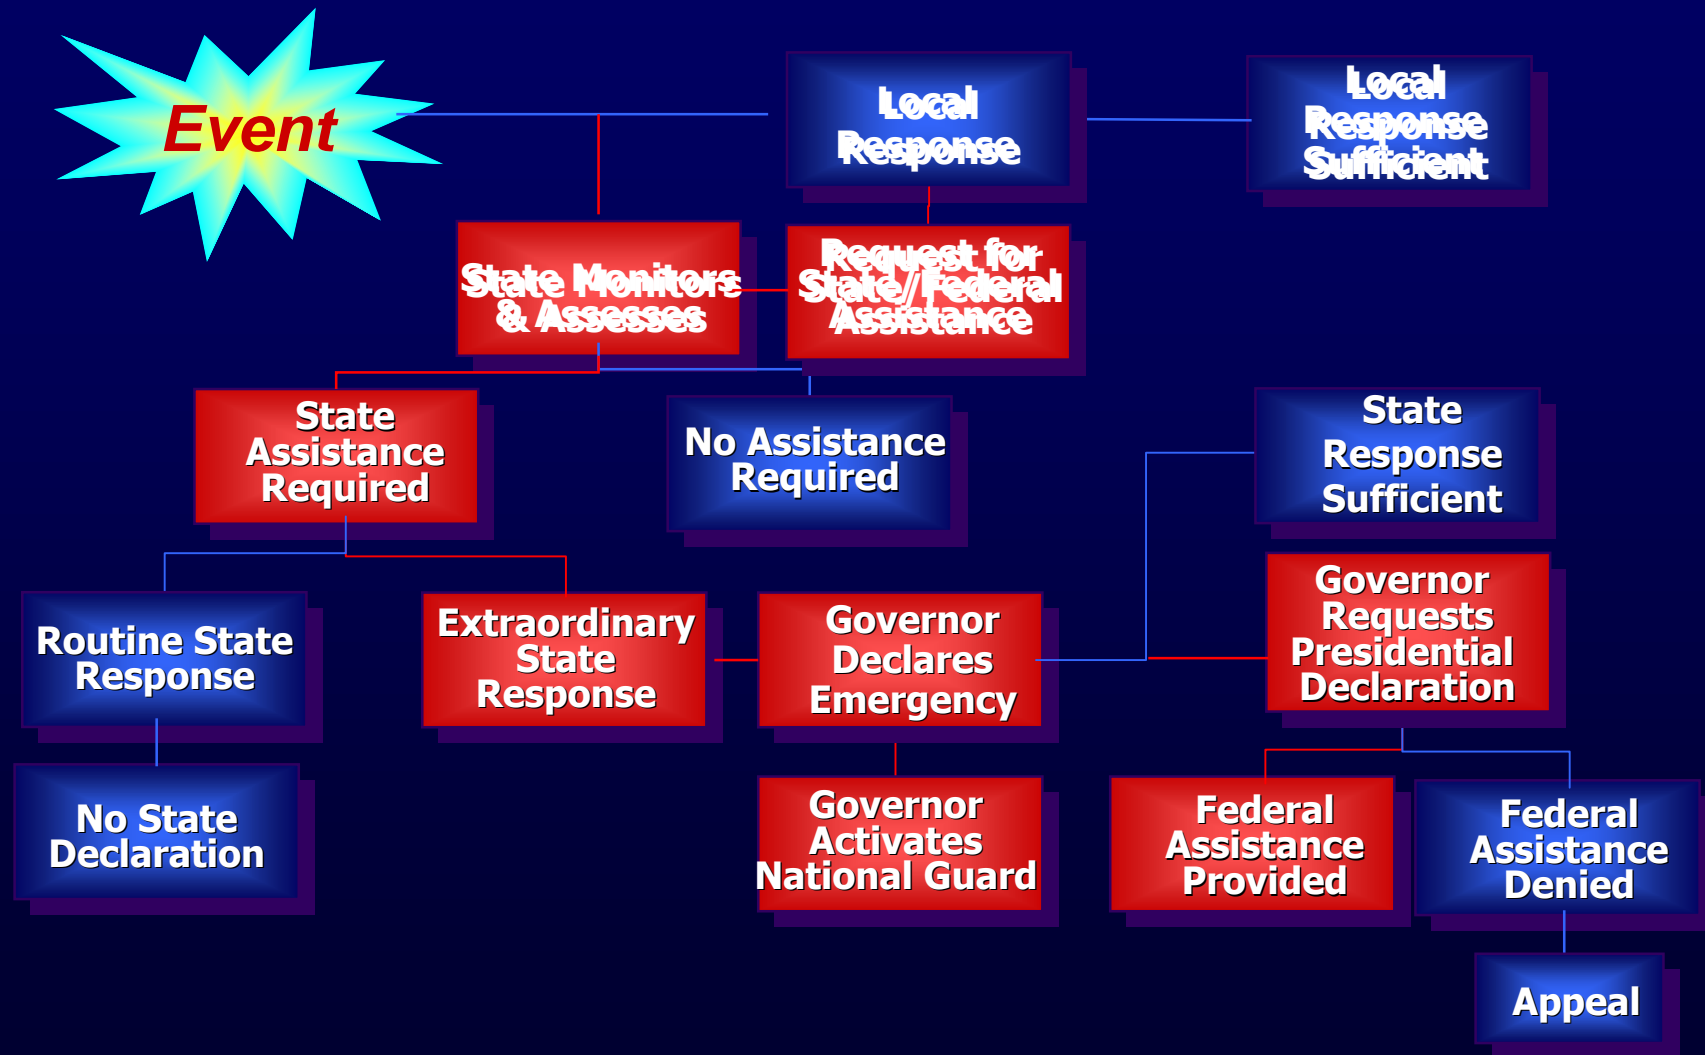 Event
Local
Response
Local
Response
Sufficient
State Monitors
& Assesses
Request for
State/Federal
Assistance
State
Assistance
Required
No Assistance
Required
State
Response
Sufficient
Routine State
Response
Extraordinary
State
Response
Governor
Declares
Emergency
Governor
Requests
Presidential
Declaration
No State
Declaration
Governor
Activates
National Guard
Federal
Assistance
Provided
Federal
Assistance
Denied
Appeal